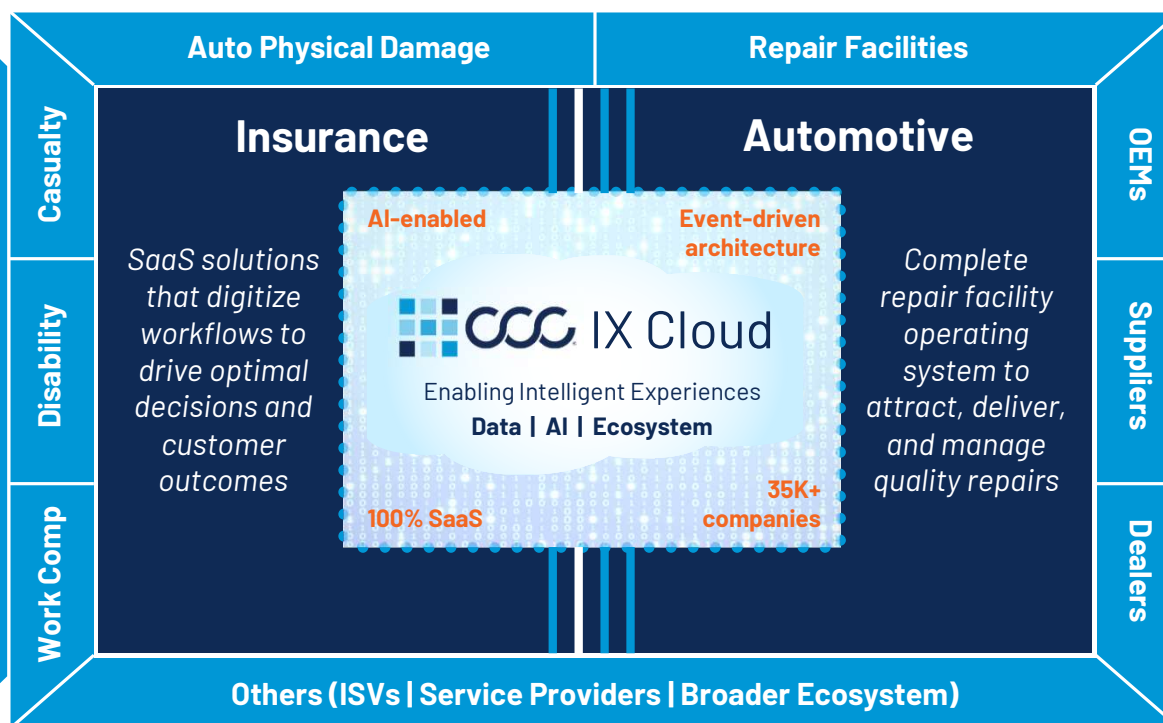 Auto Physical Damage
Repair Facilities
Casualty
Disability
Work Comp
Insurance
SaaS solutions
that digitize
workflows to
drive optimal
decisions and
customer
outcomes
AI-enabled
Event-driven
architecture
CCC IX Cloud
Enabling Intelligent Experiences
Data | AI | Ecosystem
100% SaaS
35K+
companies
Automotive
Complete
repair facility
operating
system to
attract, deliver,
and manage
quality repairs
OEMs
Suppliers
Dealers
Others (ISVs | Service Providers | Broader Ecosystem)